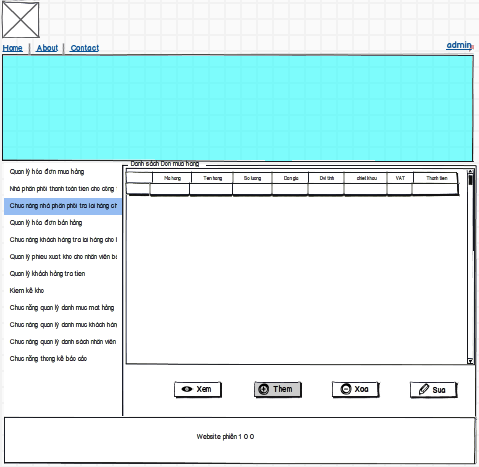 Home | About | Contact
admin
Quan lý hóa đơn mua hàng
Nhà phân phối thanh toán tien cho công
Chuc năng nhà phân phối tra lai hàng ch
Quan lý hóa đơn bán hàng
Chuc năng khách hàng tra lai hàng cho
Quan lý phieu xuat kho cho nhân viên bá
Quan lý khách hàng tra tien
Kiem kê kho
Chuc năng quan lý danh muc mat hàng
Chuc năng quan lý danh muc khách hàn
Chuc năng quan lý danh sách nhân viên
Chuc năng thong kê báo cáo
Danh sách Don mua hàng
Ma hang Ten hang So luong Don gia Dvi tinh chiet khau VAT Thanh tien
Xem Them Xoa Sua
Website phiên 1 0 0